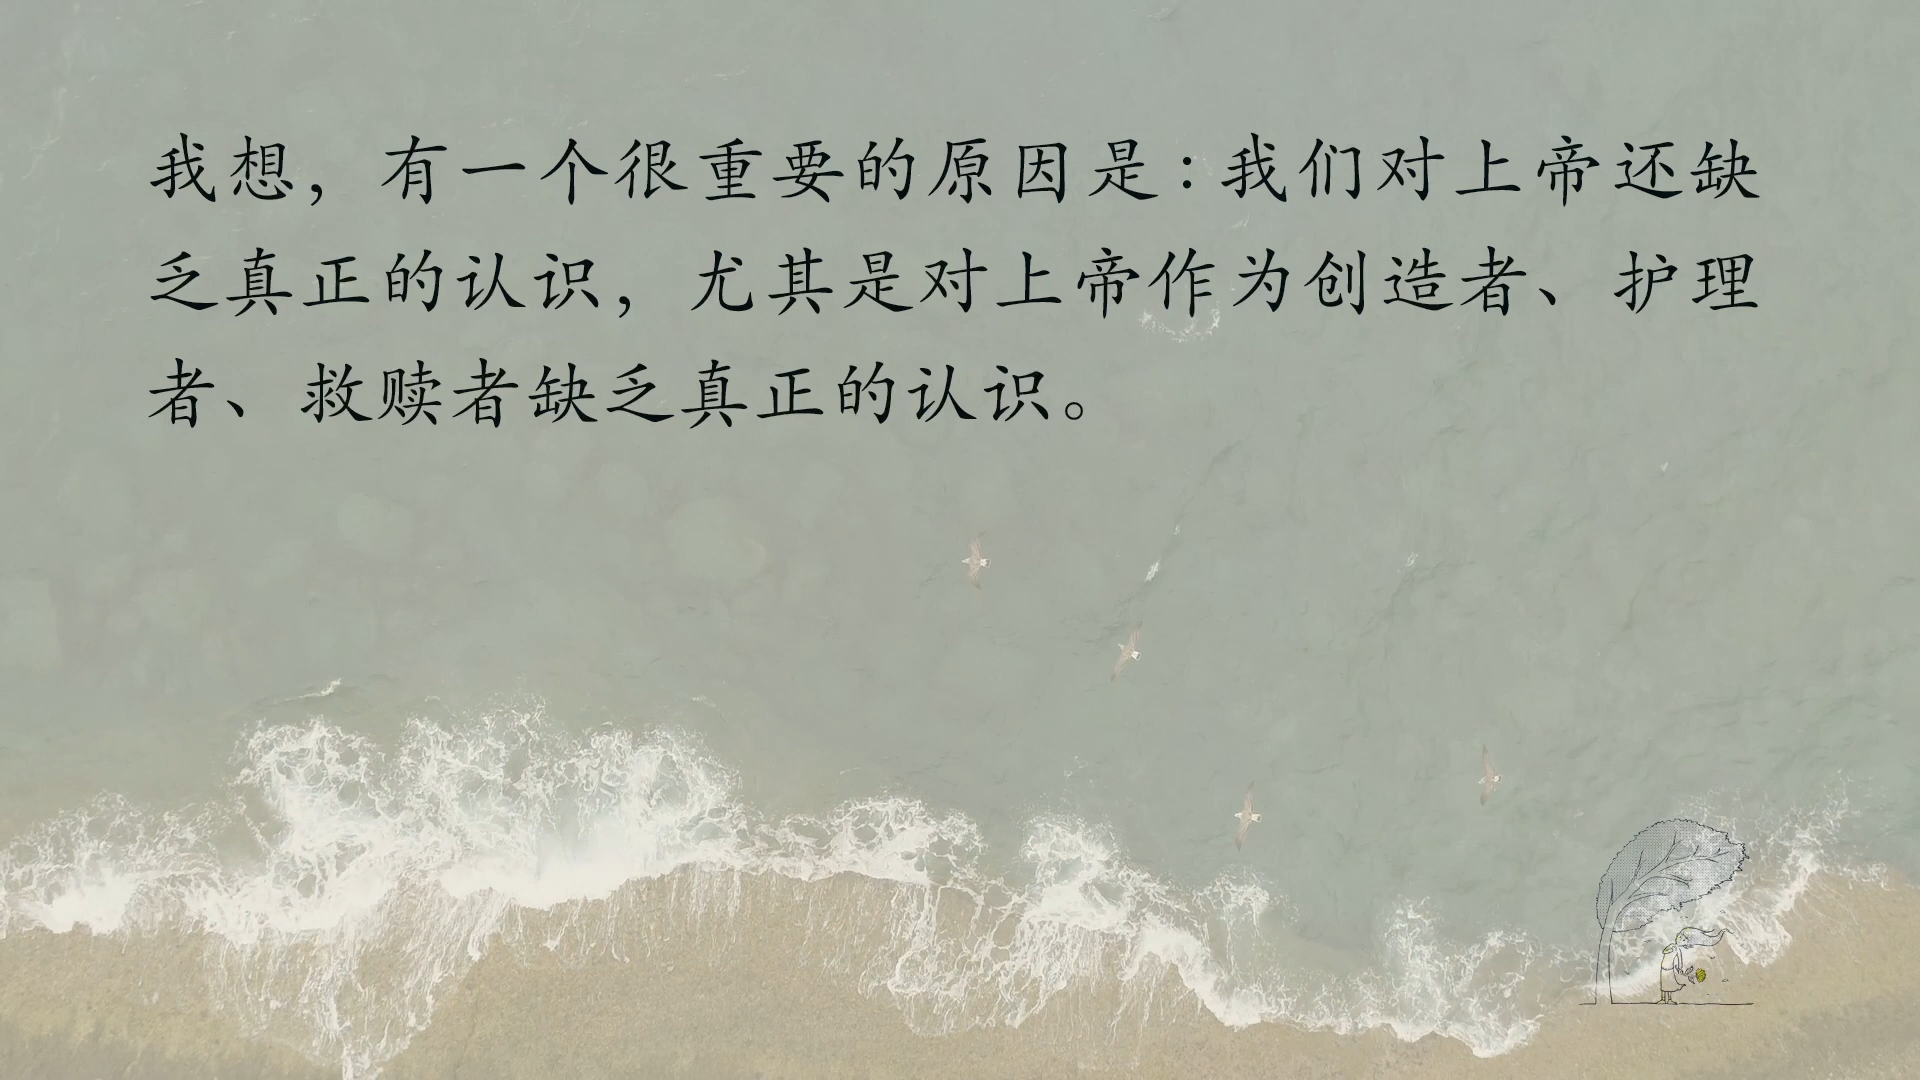 我想，有一个很重要的原因是：我们对上帝还缺
乏真正的认识，尤其是对上帝作为创造者、护理
者、救赎者缺乏真正的认识。